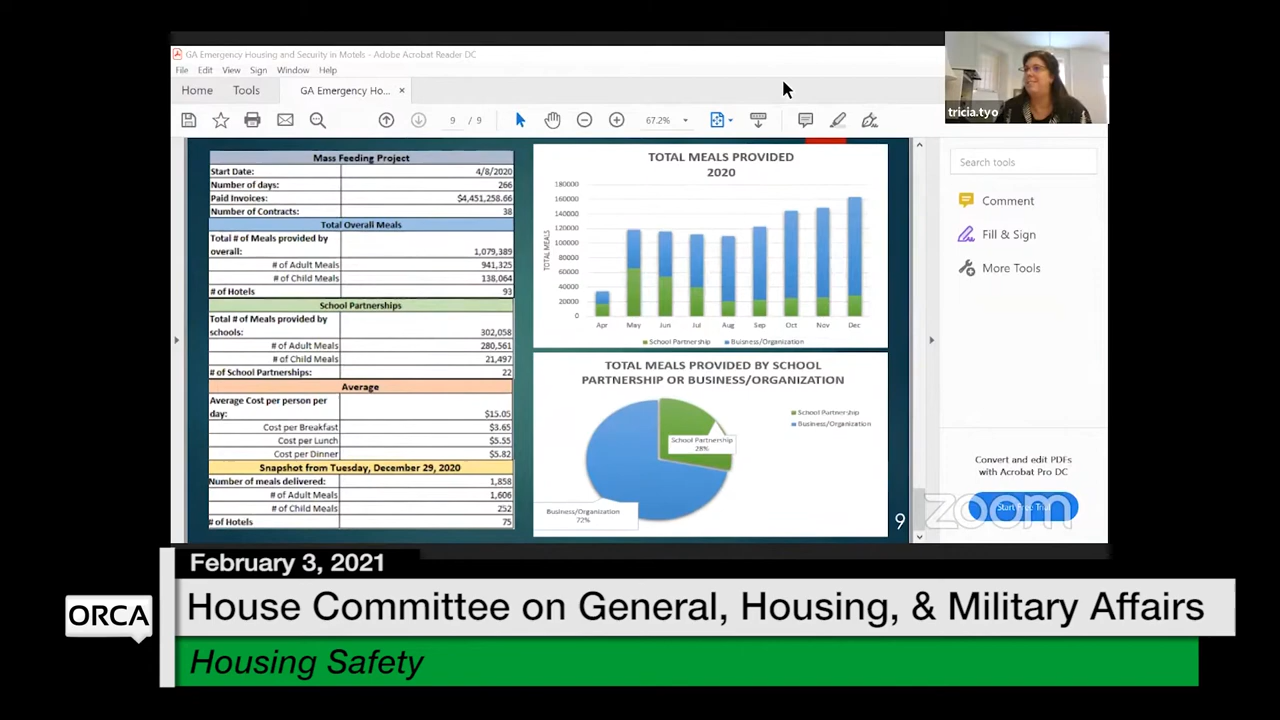 GA Emergency Housing and Security in Motels - Adobe Acrobat Reader DC
File Edit View Sign Window Help
Home Tools GA Emergency Ho... ×
9 / 9 67.2%
tricia.tyo
Mass Feeding Project
Start Date: 4/8/2020
Number of days: 266
Paid Invoices: $4,451,258.66
Number of Contracts: 38
Total Overall Meals
Total # of Meals provided by
overall: 1,079,389
# of Adult Meals 941,325
# of Child Meals 138,064
# of Hotels 93
School Partnerships
Total # of Meals provided by
schools: 302,058
# of Adult Meals 280,561
# of Child Meals 21,497
# of School Partnerships: 22
Average
Average Cost per person per
day: $15.05
Cost per Breakfast $3.65
Cost per Lunch $5.55
Cost per Dinner $5.82
Snapshot from Tuesday, December 29, 2020
Number of meals delivered: 1,858
# of Adult Meals 1,606
# of Child Meals 252
# of Hotels 75
TOTAL MEALS PROVIDED
2020
TOTAL MEALS
180000
160000
140000
120000
100000
80000
60000
40000
20000
0
Apr May Jun Jul Aug Sep Oct Nov Dec
School Partnership Business/Organization
TOTAL MEALS PROVIDED BY SCHOOL
PARTNERSHIP OR BUSINESS/ORGANIZATION
School Partnership
Business/Organization
School Partnership
28%
Business/Organization
72%
9
Search tools
Comment
Fill & Sign
More Tools
Convert and edit PDFs
with Acrobat Pro DC
Start Free Trial
zoom
February 3, 2021
ORCA
House Committee on General, Housing, & Military Affairs
Housing Safety